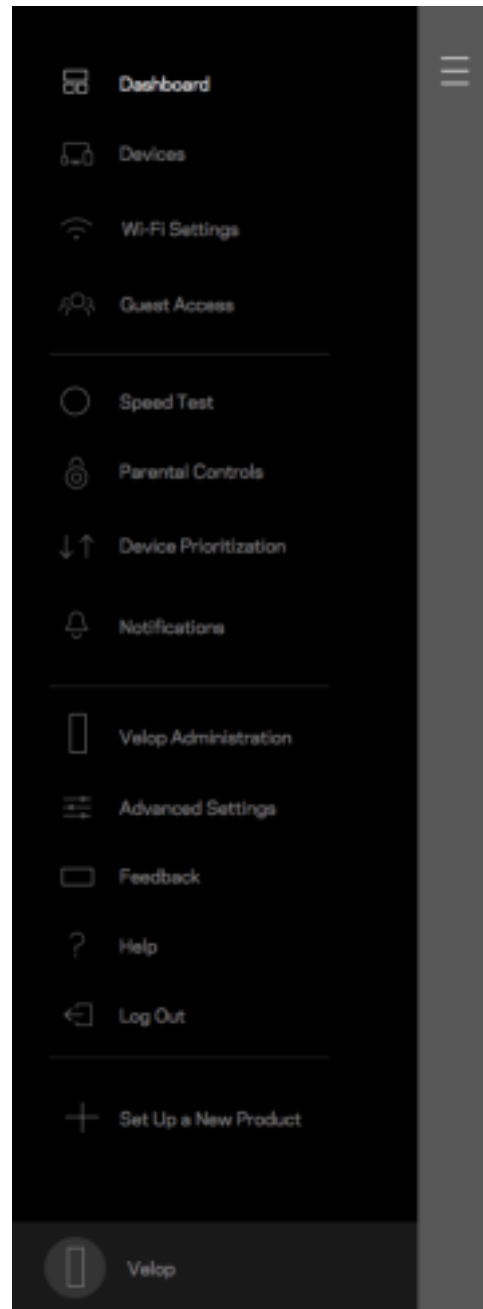 Dashboard
Devices
Wi-Fi Settings
Guest Access
Speed Test
Parental Controls
Device Prioritization
Notifications
Velop Administration
Advanced Settings
Feedback
? Help
Log Out
Set Up a New Product
Velop